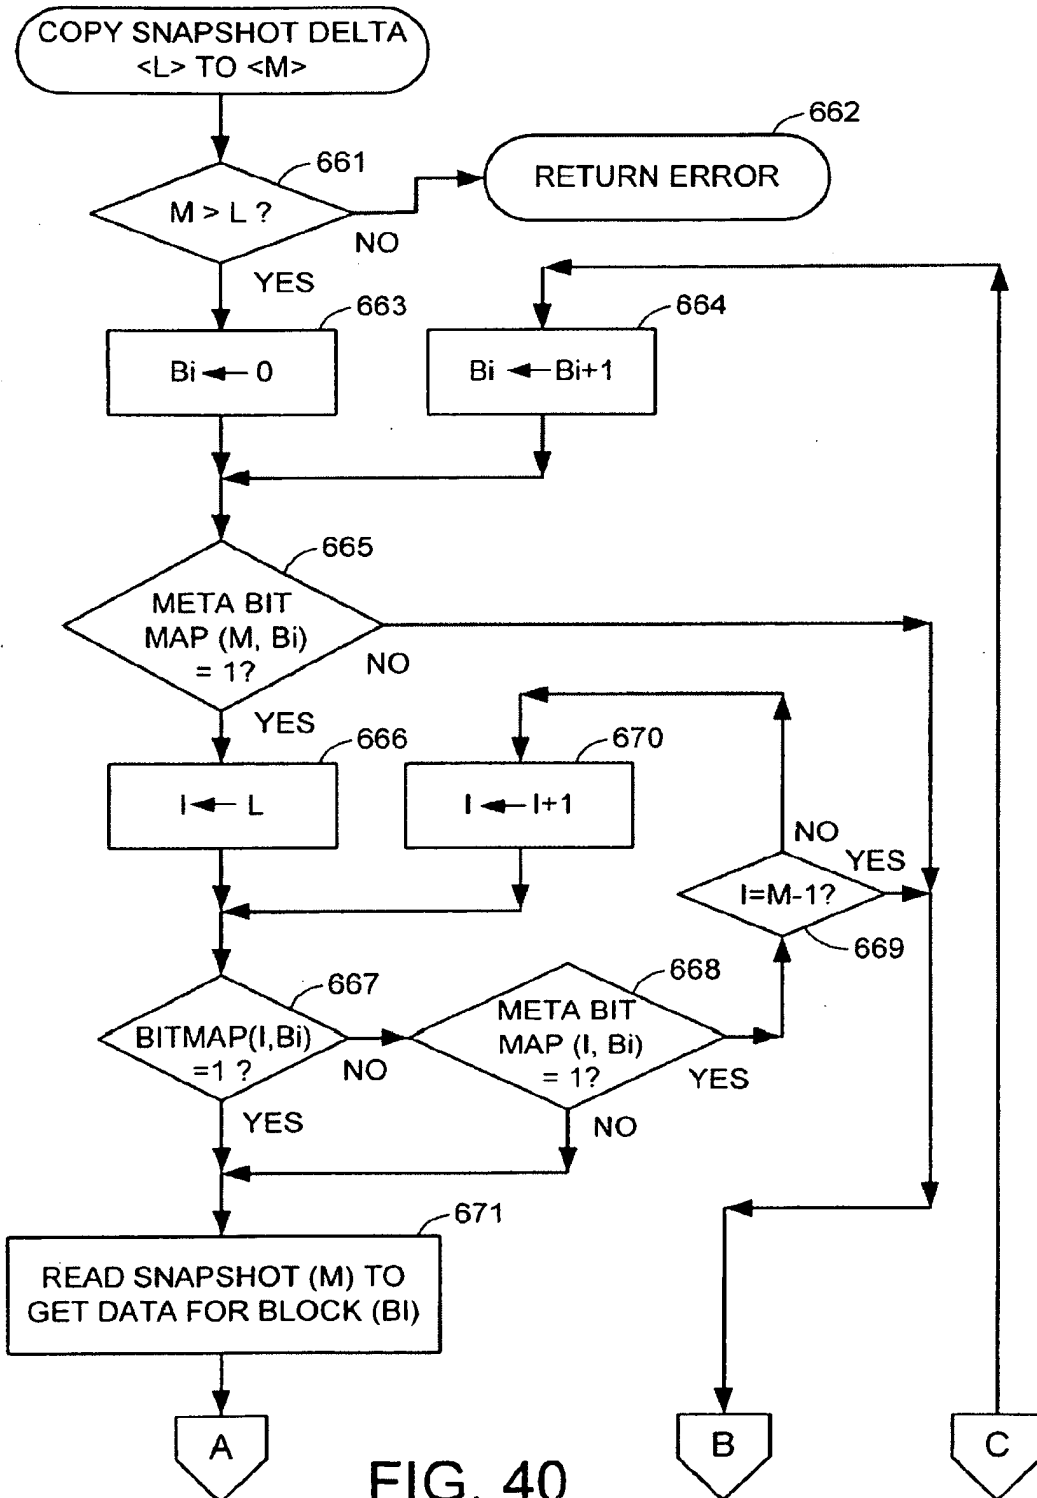 COPY SNAPSHOT DELTA
<L> TO <M>
662
661
RETURN ERROR
M > L ?
NO
YES
663
664
Bi ← 0
Bi ← Bi+1
665
META BIT
MAP (M, Bi)
= 1?
NO
YES
666
670
I ← L
I ← I+1
NO
YES
I=M-1?
669
667
668
BITMAP(I,Bi)
=1 ?
NO
META BIT
MAP (I, Bi)
= 1?
YES
YES
NO
671
READ SNAPSHOT (M) TO
GET DATA FOR BLOCK (BI)
A
B
C
FIG. 40